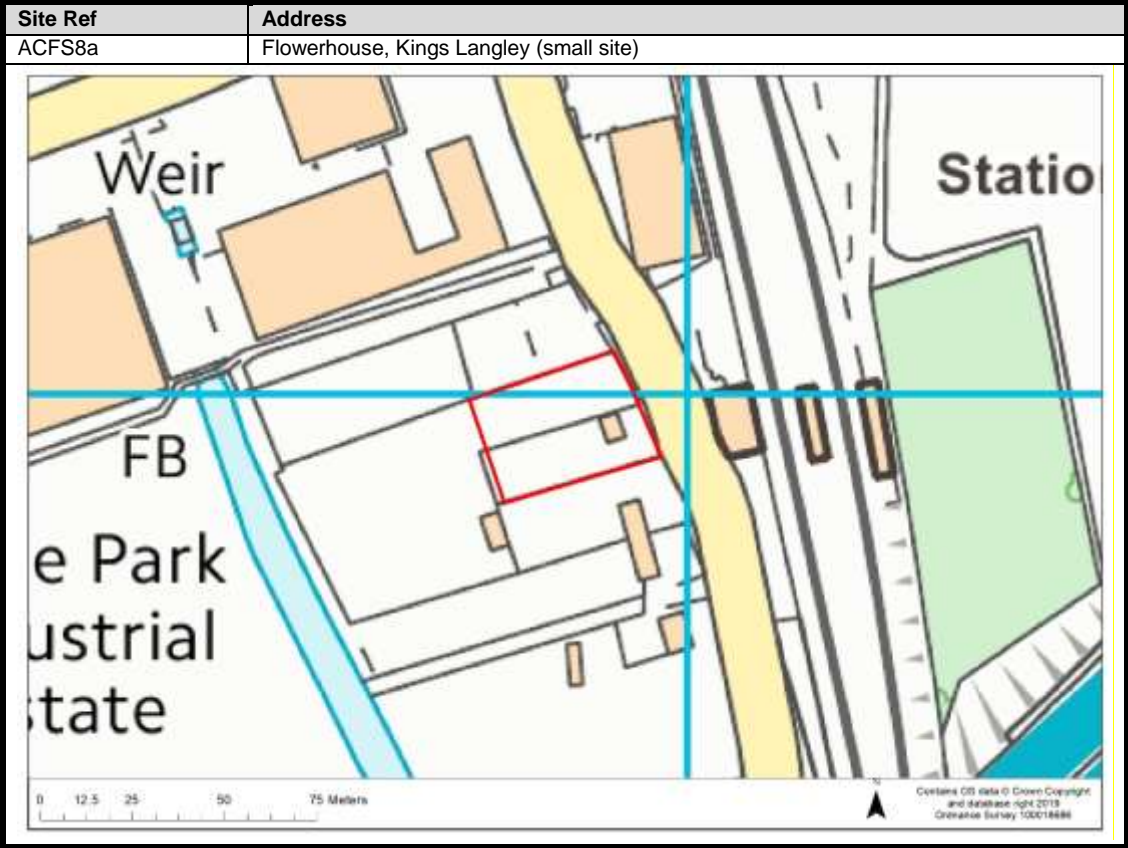 Site Ref Address
ACFS8a Flowerhouse, Kings Langley (small site)
Weir
Station
FB
e Park
ustrial
state
0 12.5 25 50 75 Meters
Contains OS data © Crown Copyright
and database right 2019
Ordnance Survey 100018686